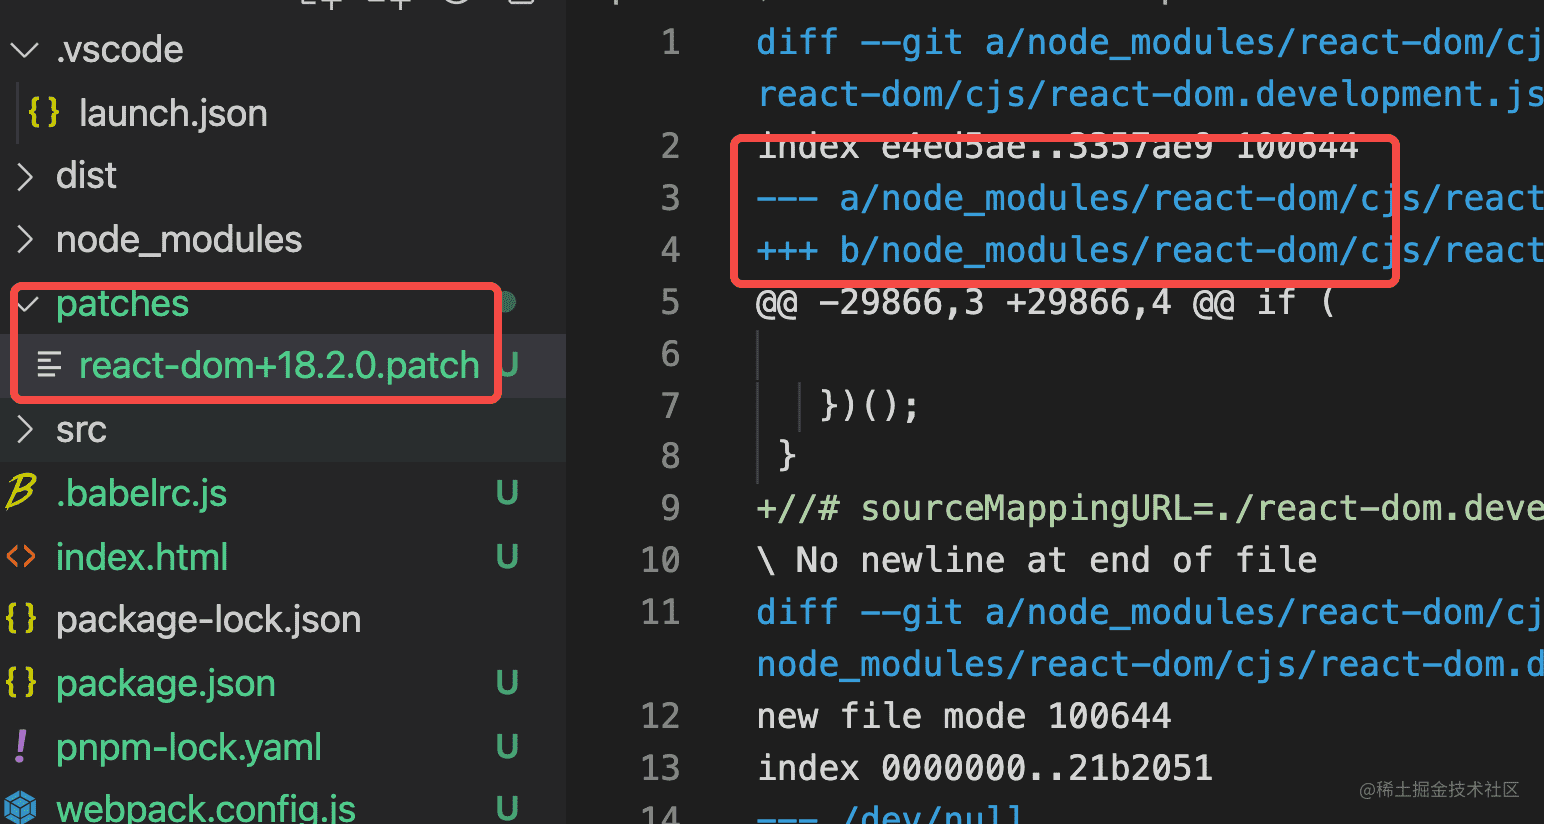 .vscode
launch.json
dist
node_modules
patches
react-dom+18.2.0.patch U
src
.babelrc.js U
index.html U
package-lock.json
package.json U
pnpm-lock.yaml U
webpack.config.js U
1 diff --git a/node_modules/react-dom/cj
react-dom/cjs/react-dom.development.js
2 index e4ed5ae..3357ae9 100644
3 --- a/node_modules/react-dom/cjs/react
4 +++ b/node_modules/react-dom/cjs/react
5 @@ -29866,3 +29866,4 @@ if (
6
7 })();
8 }
9 +//# sourceMappingURL=./react-dom.deve
10 \ No newline at end of file
11 diff --git a/node_modules/react-dom/cj
node_modules/react-dom/cjs/react-dom.d
12 new file mode 100644
13 index 0000000..21b2051
14 --- /dev/null
@稀土掘金技术社区